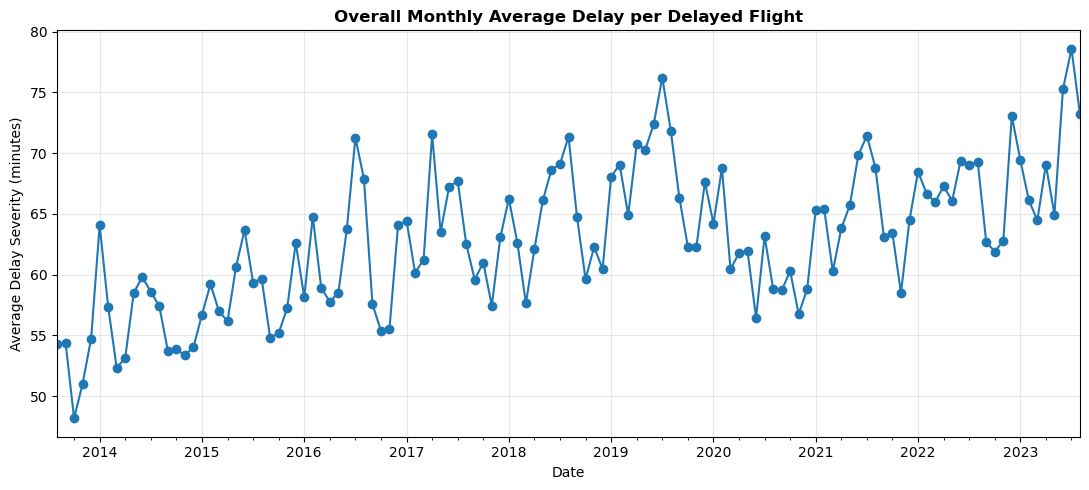 Overall Monthly Average Delay per Delayed Flight
Average Delay Severity (minutes)
80
75
70
65
60
55
50
2014 2015 2016 2017 2018 2019 2020 2021 2022 2023
Date